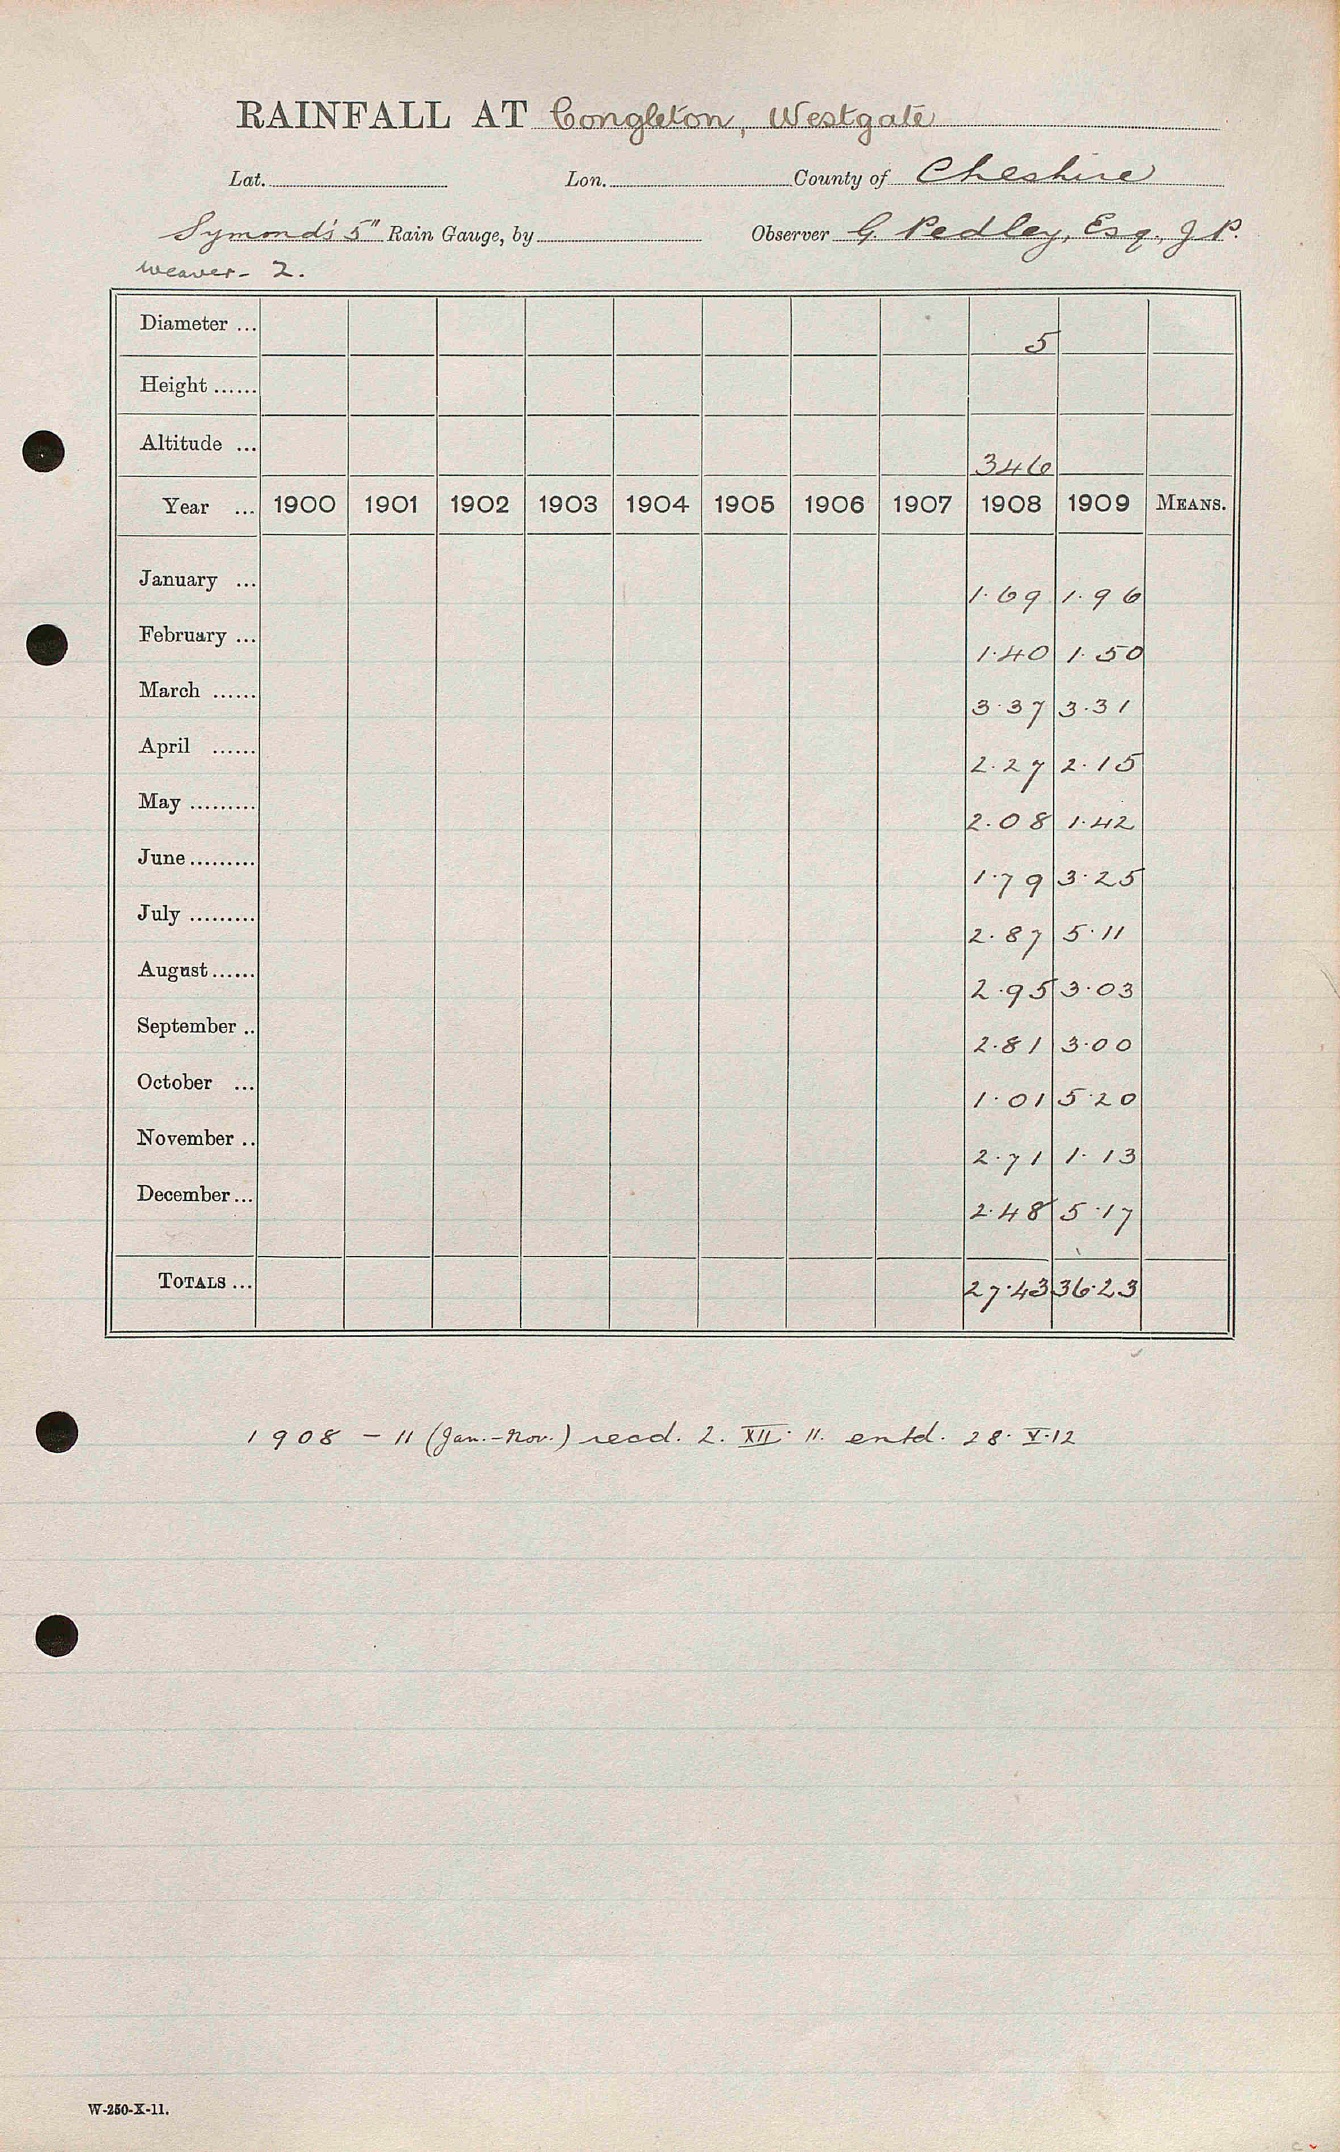 RAINFALL AT Congleton, Westgate
Lat. Lon. County of Cheshire
Symond's 5" Rain Gauge, by Observer G. Pedley, Esq., J.P.
Weaver - 2.
Diameter ... 5
Height ......
Altitude ... 346
Year ... 1900 1901 1902 1903 1904 1905 1906 1907 1908 1909 MEANS.
January ... 1.69 1.96
February ... 1.40 1.50
March ...... 3.37 3.31
April ...... 2.27 2.15
May ......... 2.08 1.42
June ......... 1.79 3.25
July ......... 2.87 5.11
August ...... 2.95 3.03
September .. 2.81 3.00
October ... 1.01 5.20
November .. 2.71 1.13
December ... 2.48 5.17
TOTALS ... 27.43 36.23
1908 - 11 (Jan.-Nov.) recd. 2. XII. 11. entd. 28. V. 12
W-250-X-11.